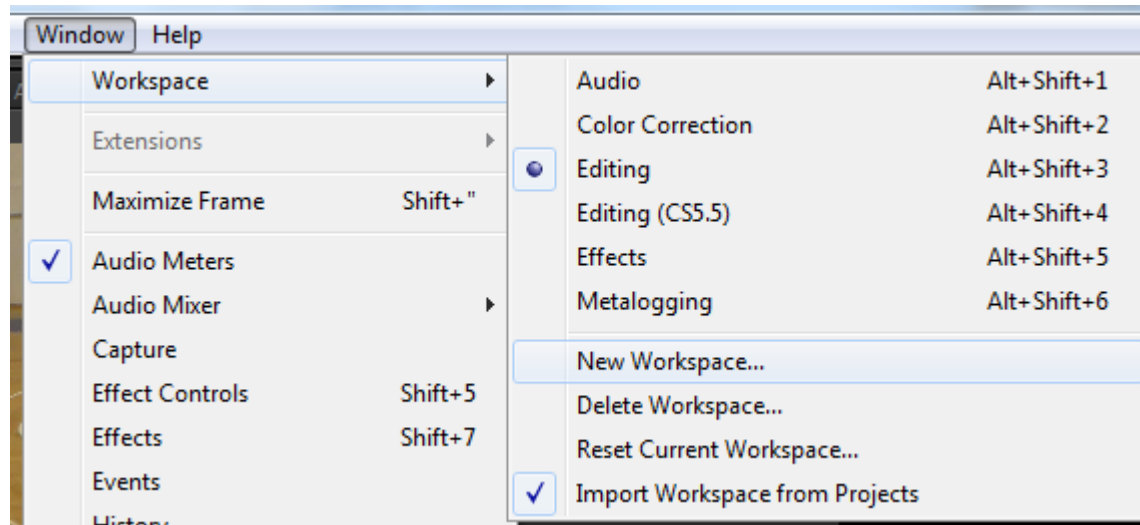 Window Help
Workspace
Extensions
Maximize Frame Shift+"
Audio Meters
Audio Mixer
Capture
Effect Controls Shift+5
Effects Shift+7
Events
History
Audio Alt+Shift+1
Color Correction Alt+Shift+2
Editing Alt+Shift+3
Editing (CS5.5) Alt+Shift+4
Effects Alt+Shift+5
Metalogging Alt+Shift+6
New Workspace...
Delete Workspace...
Reset Current Workspace...
Import Workspace from Projects